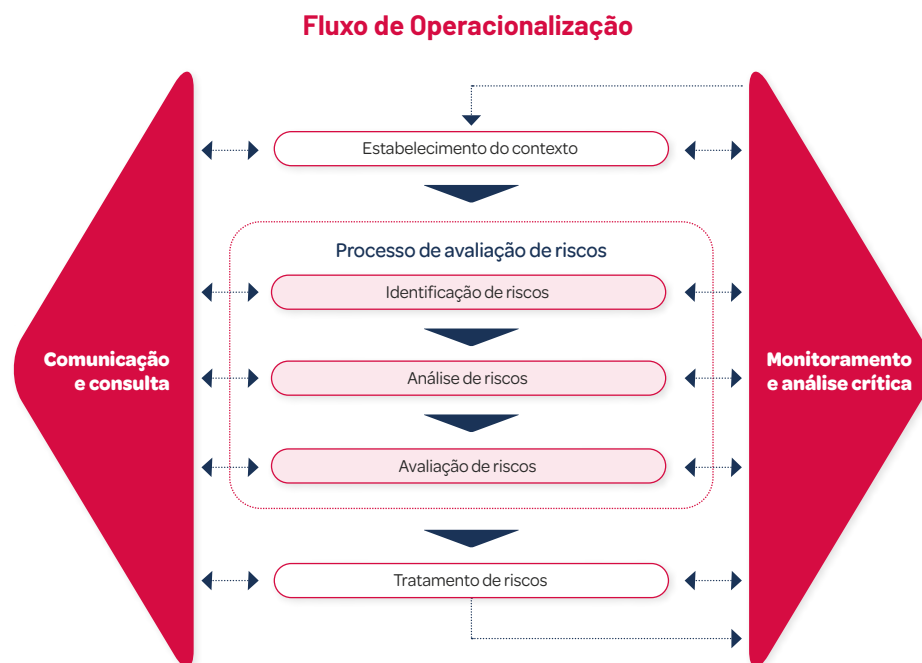 Fluxo de Operacionalização
Estabelecimento do contexto
Processo de avaliação de riscos
Identificação de riscos
Comunicação
e consulta
Análise de riscos
Monitoramento
e análise crítica
Avaliação de riscos
Tratamento de riscos